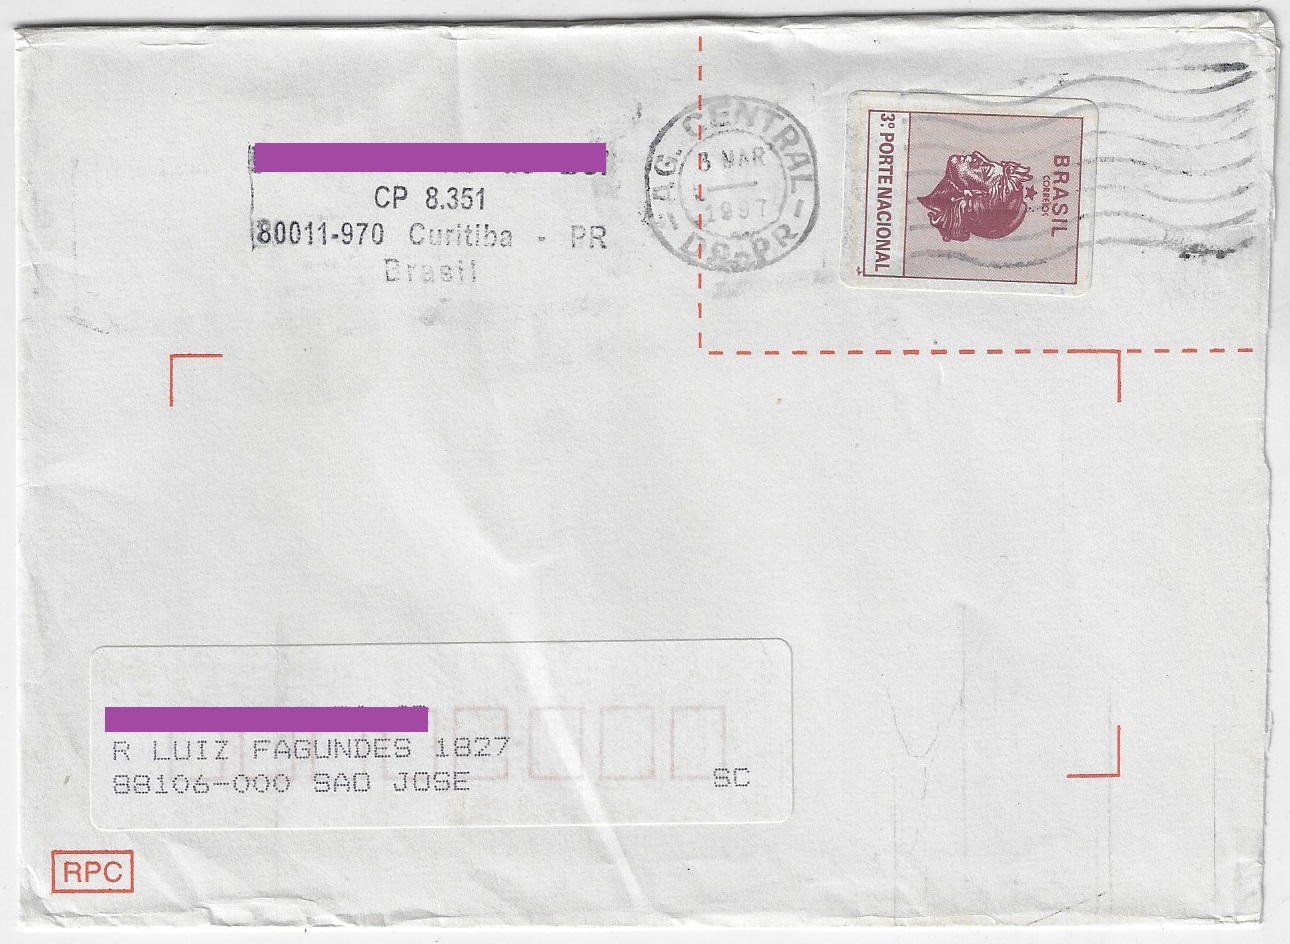 CP 8.351
80011-970 Curitiba - PR
Brasil
AG. CENTRAL
MAR
1997
DR-PR
BRASIL
CORREIOS
3º PORTE NACIONAL
R LUIZ FAGUNDES 1827
88106-000 SAO JOSE SC
RPC